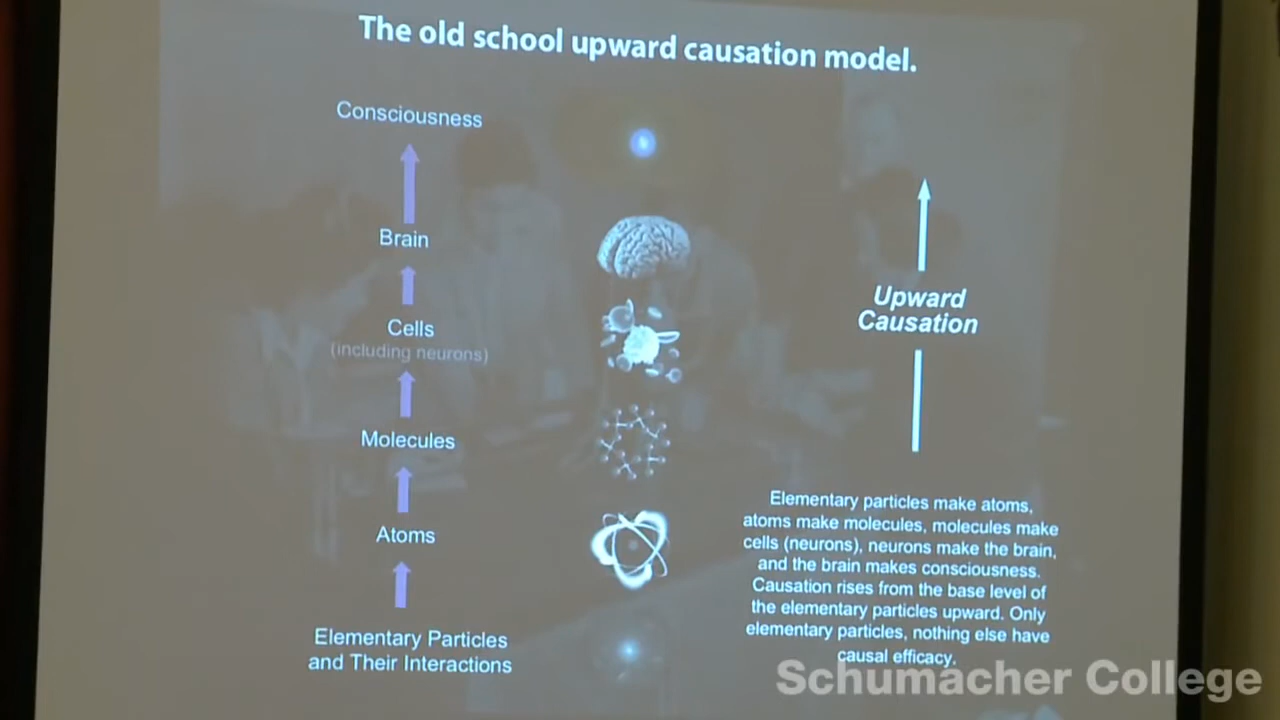 The old school upward causation model.
Consciousness
Brain
Cells
(including neurons)
Molecules
Atoms
Elementary Particles
and Their Interactions
Upward
Causation
Elementary particles make atoms,
atoms make molecules, molecules make
cells (neurons), neurons make the brain,
and the brain makes consciousness.
Causation rises from the base level of
the elementary particles upward. Only
elementary particles, nothing else have
causal efficacy.
Schumacher College